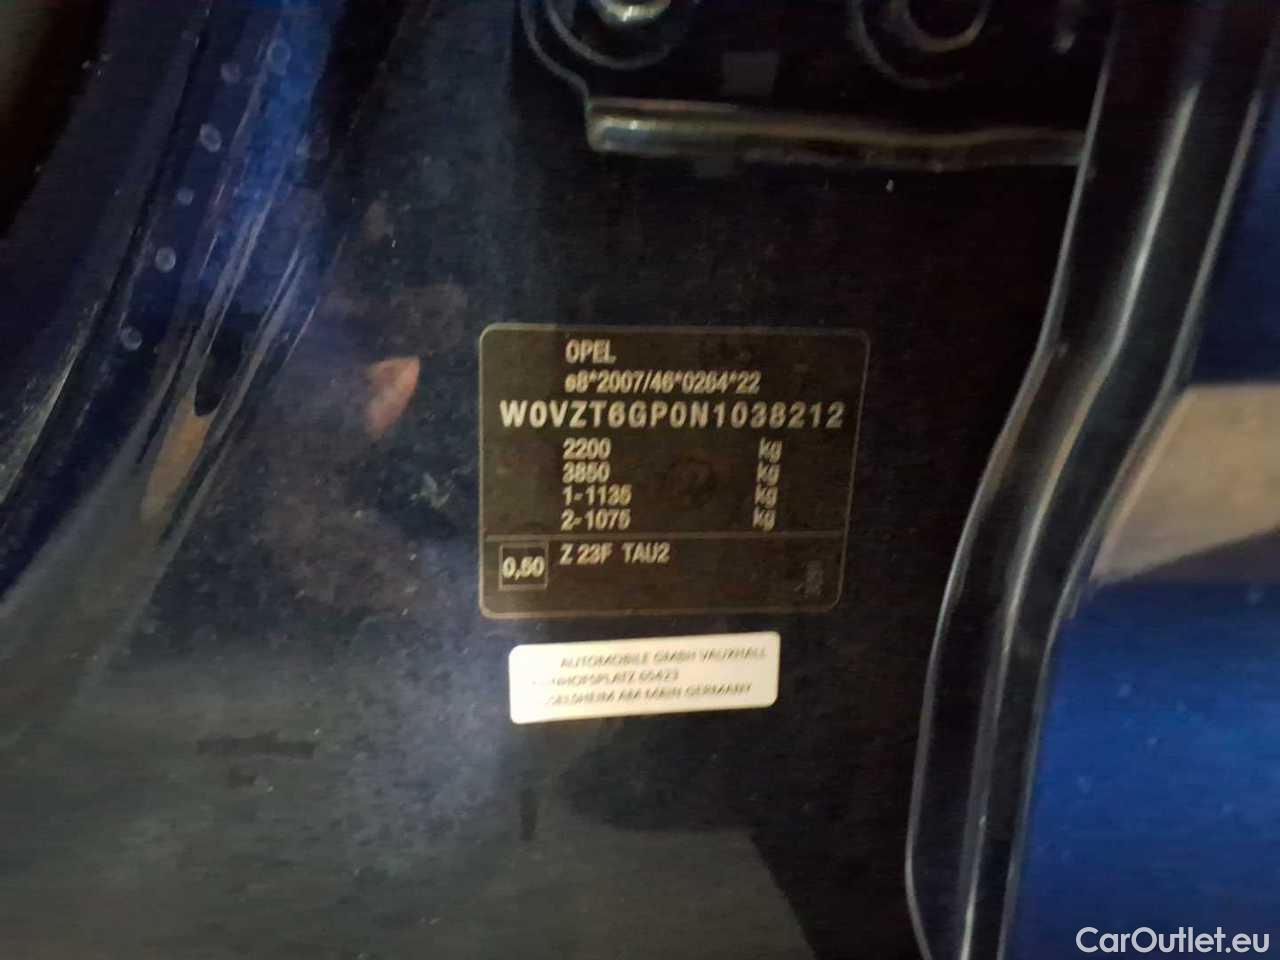 OPEL
e8*2007/46*0264*22
W0VZT6GP0N1038212
2200 kg
3850 kg
1-1135 kg
2-1075 kg
0,50 Z 23F TAU2
AUTOMOBILE GMBH VAUXHALL
65423
AM MAIN GERMANY
CarOutlet.eu